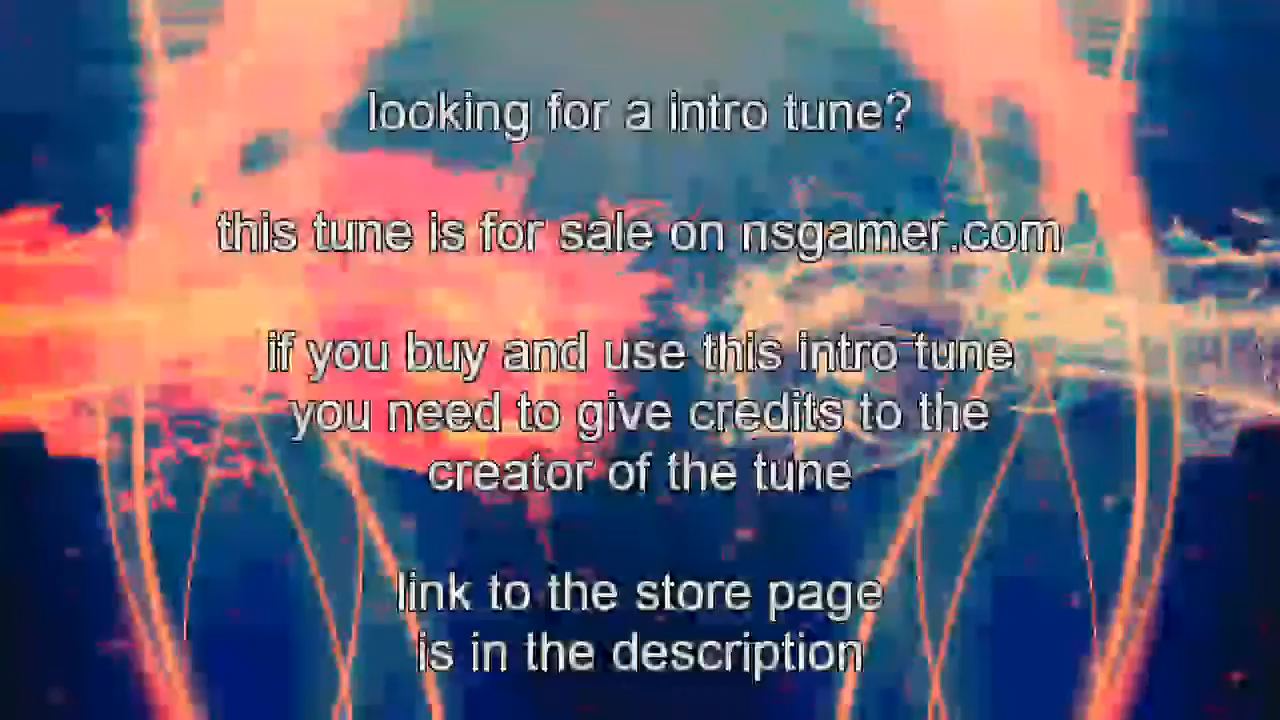 looking for a intro tune?
this tune is for sale on nsgamer.com
if you buy and use this intro tune
you need to give credits to the
creator of the tune
link to the store page
is in the description